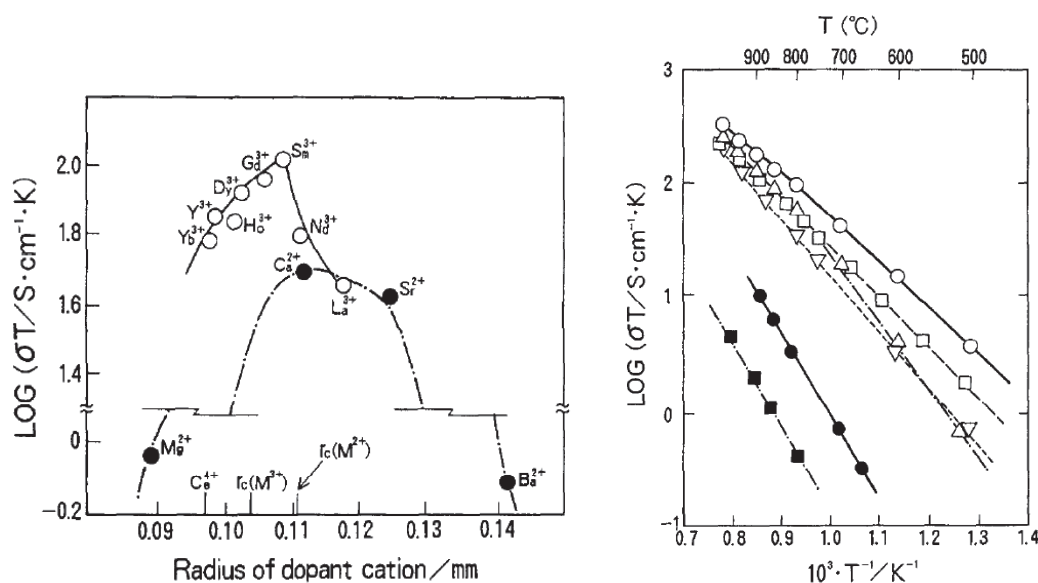 LOG (σT/S·cm⁻¹·K)
2.0
1.8
1.6
1.4
0
-0.2
Sm³⁺
Gd³⁺
Dy³⁺
Y³⁺
Ho³⁺
Yb³⁺
Nd³⁺
Ca²⁺
La³⁺
Sr²⁺
Mg²⁺
Ba²⁺
Ce⁴⁺
rc(M³⁺)
rc(M²⁺)
0.09 0.10 0.11 0.12 0.13 0.14
Radius of dopant cation/mm
T (°C)
900 800 700 600 500
LOG (σT/S·cm⁻¹·K)
3
2
1
0
-1
0.7 0.8 0.9 1.0 1.1 1.2 1.3 1.4
10³·T⁻¹/K⁻¹